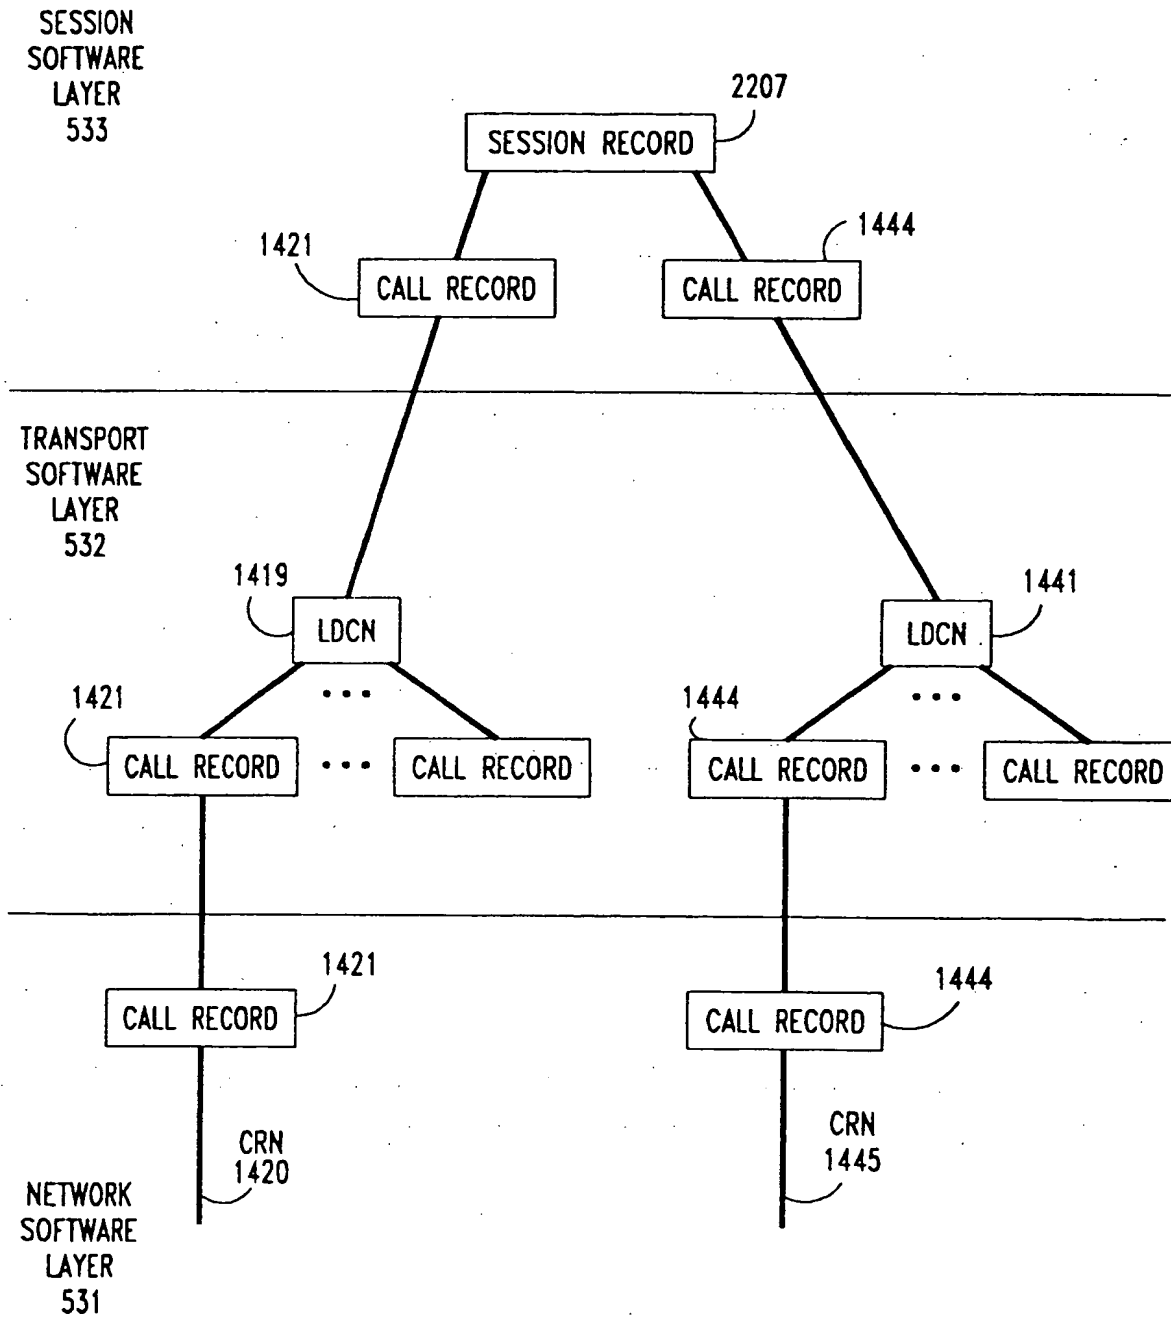 SESSION
SOFTWARE
LAYER
533
2207
SESSION RECORD
1421
1444
CALL RECORD
CALL RECORD
TRANSPORT
SOFTWARE
LAYER
532
1419
1441
LDCN
LDCN
1421
1444
CALL RECORD
CALL RECORD
CALL RECORD
CALL RECORD
1421
1444
CALL RECORD
CALL RECORD
CRN
1420
CRN
1445
NETWORK
SOFTWARE
LAYER
531